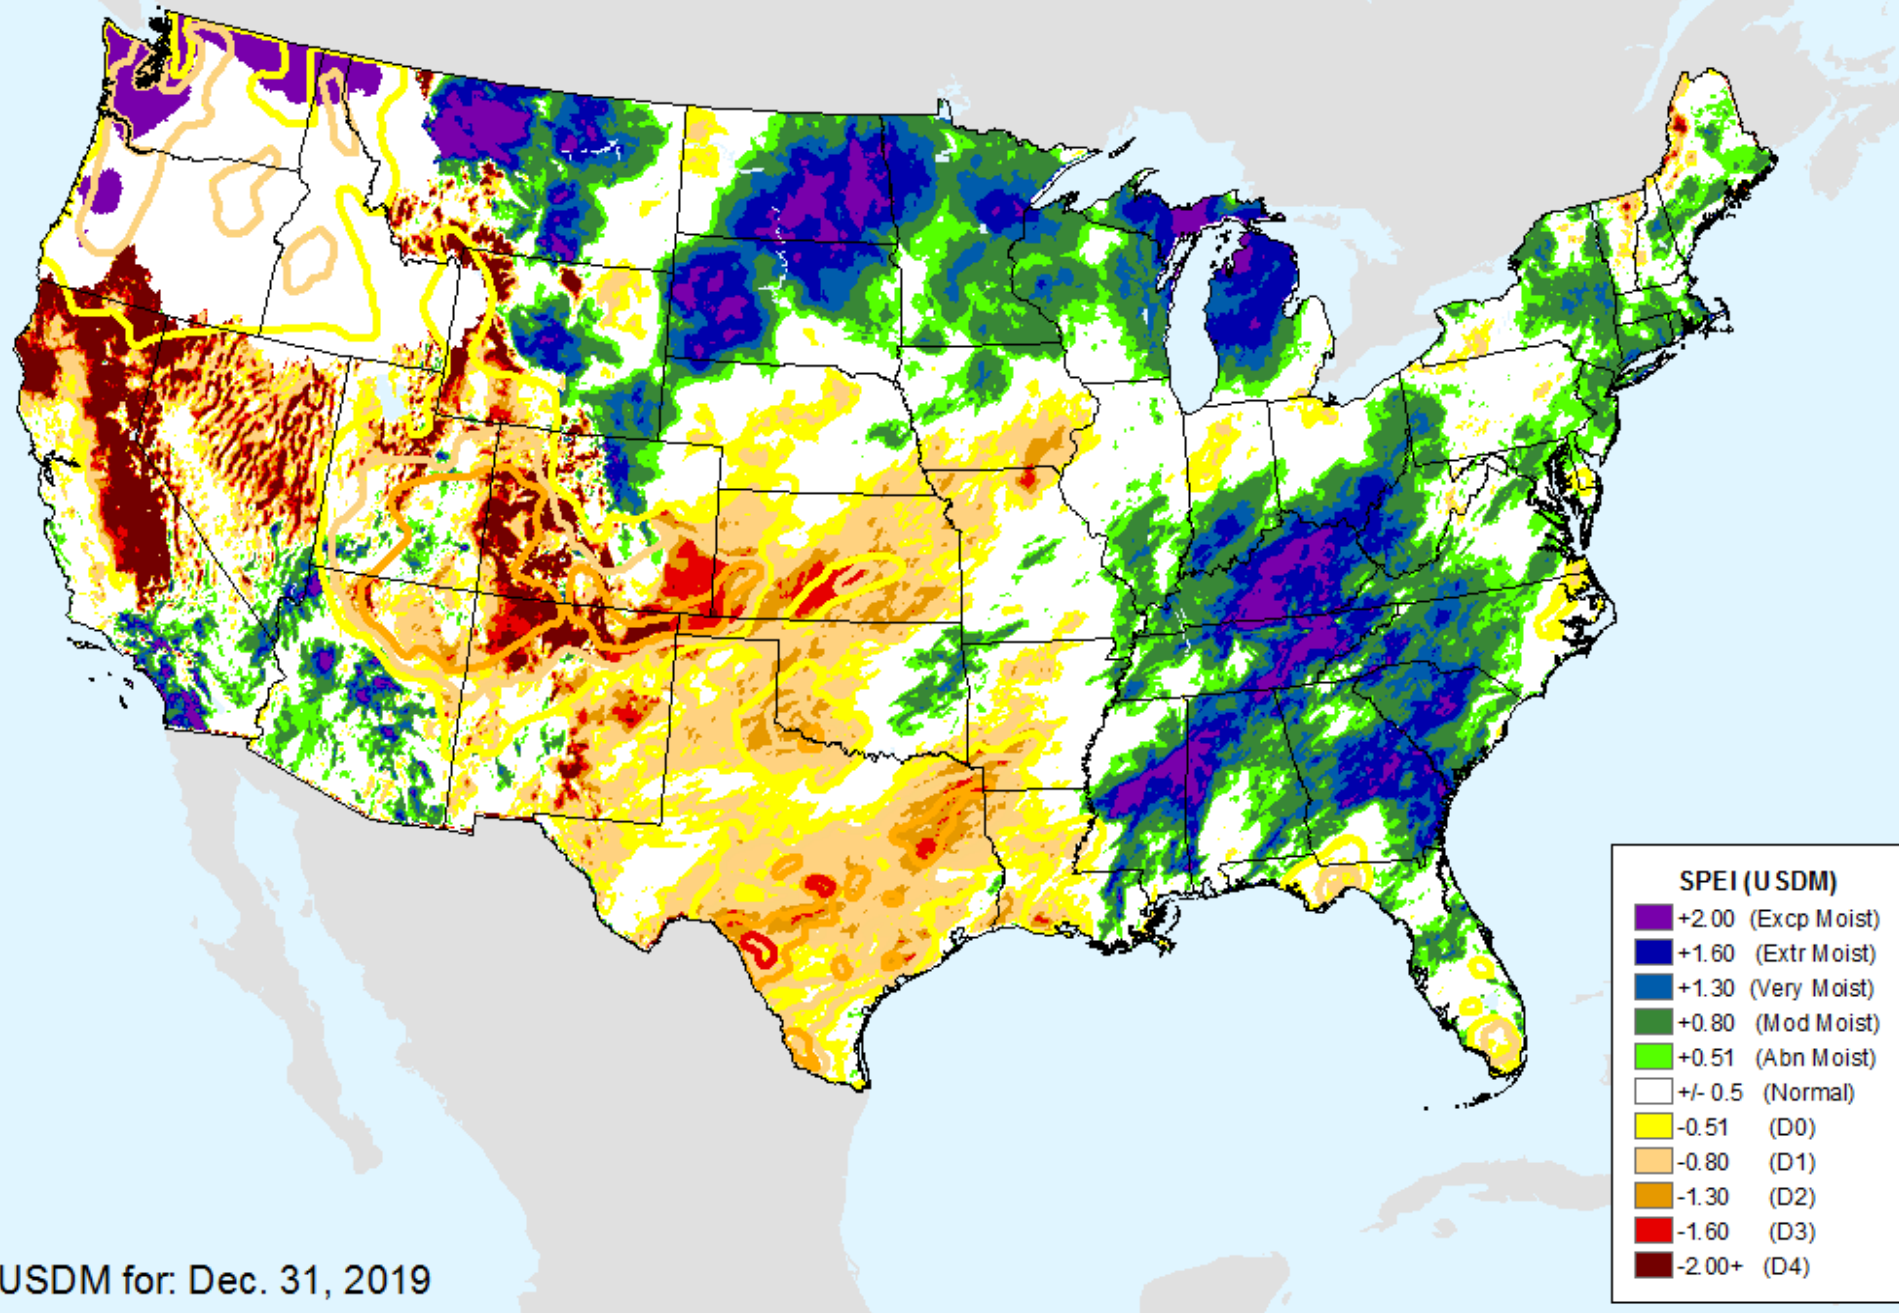 SPEI (USDM)
+2.00 (Excp Moist)
+1.60 (Extr Moist)
+1.30 (Very Moist)
+0.80 (Mod Moist)
+0.51 (Abn Moist)
+/- 0.5 (Normal)
-0.51 (D0)
-0.80 (D1)
-1.30 (D2)
-1.60 (D3)
-2.00+ (D4)
USDM for: Dec. 31, 2019